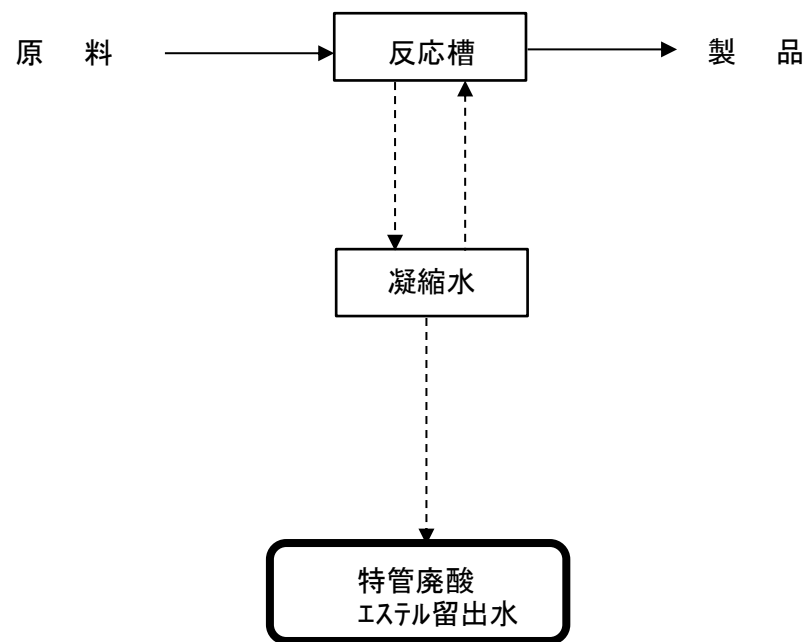 原　料
反応槽
製　品
凝縮水
特管廃酸
ｴｽﾃﾙ留出水